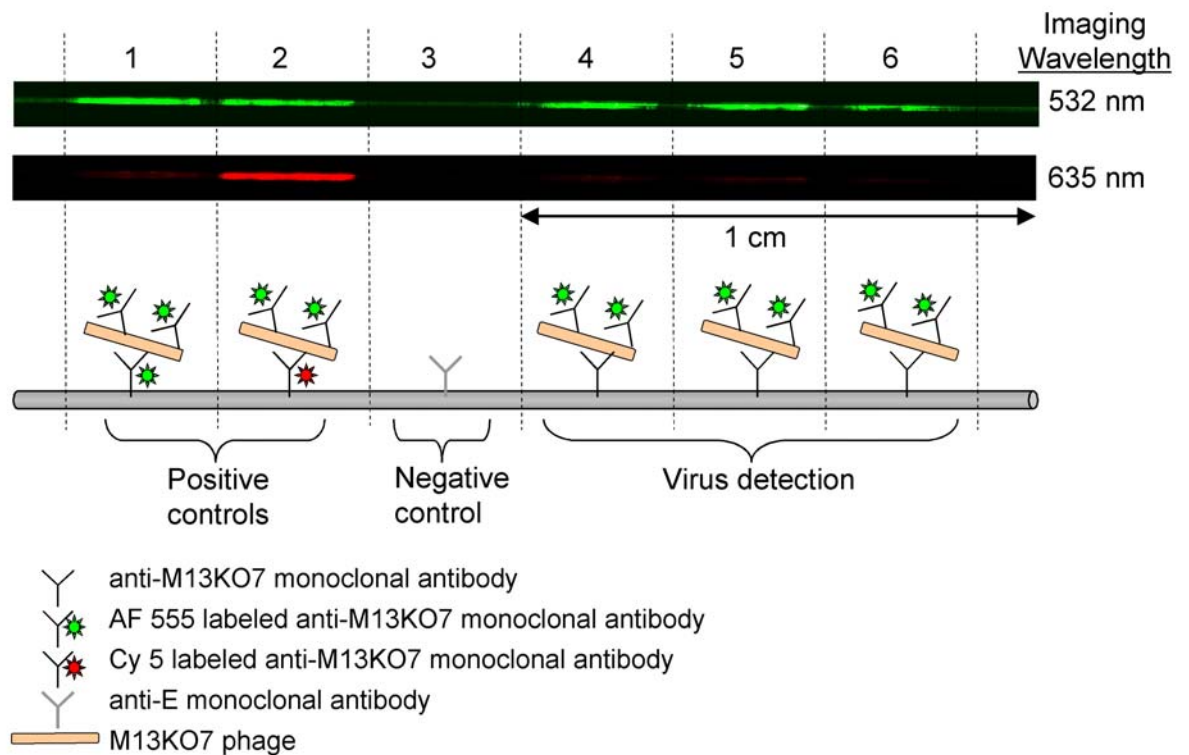 Imaging
Wavelength
1 2 3 4 5 6
532 nm
635 nm
1 cm
Positive
controls
Negative
control
Virus detection
anti-M13KO7 monoclonal antibody
AF 555 labeled anti-M13KO7 monoclonal antibody
Cy 5 labeled anti-M13KO7 monoclonal antibody
anti-E monoclonal antibody
M13KO7 phage